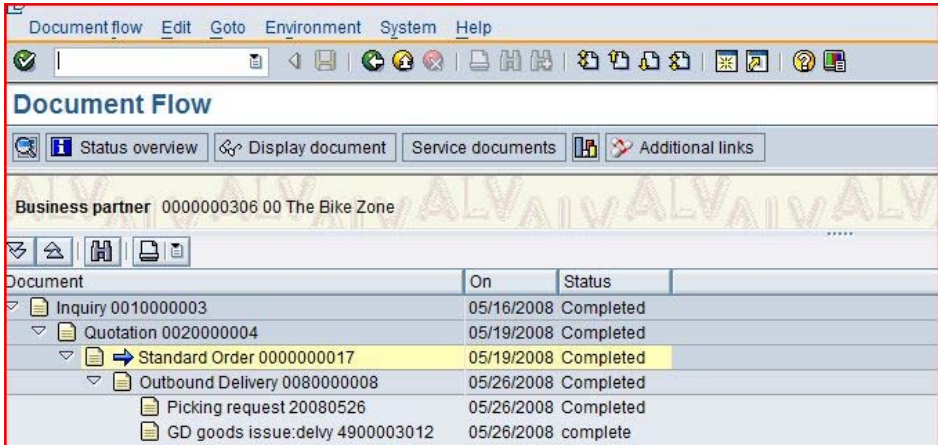 Document flow Edit Goto Environment System Help
Document Flow
Status overview Display document Service documents Additional links
Business partner 0000000306 00 The Bike Zone
Document On Status
Inquiry 0010000003 05/16/2008 Completed
Quotation 0020000004 05/19/2008 Completed
Standard Order 0000000017 05/19/2008 Completed
Outbound Delivery 0080000008 05/26/2008 Completed
Picking request 20080526 05/26/2008 Completed
GD goods issue:delvy 4900003012 05/26/2008 complete